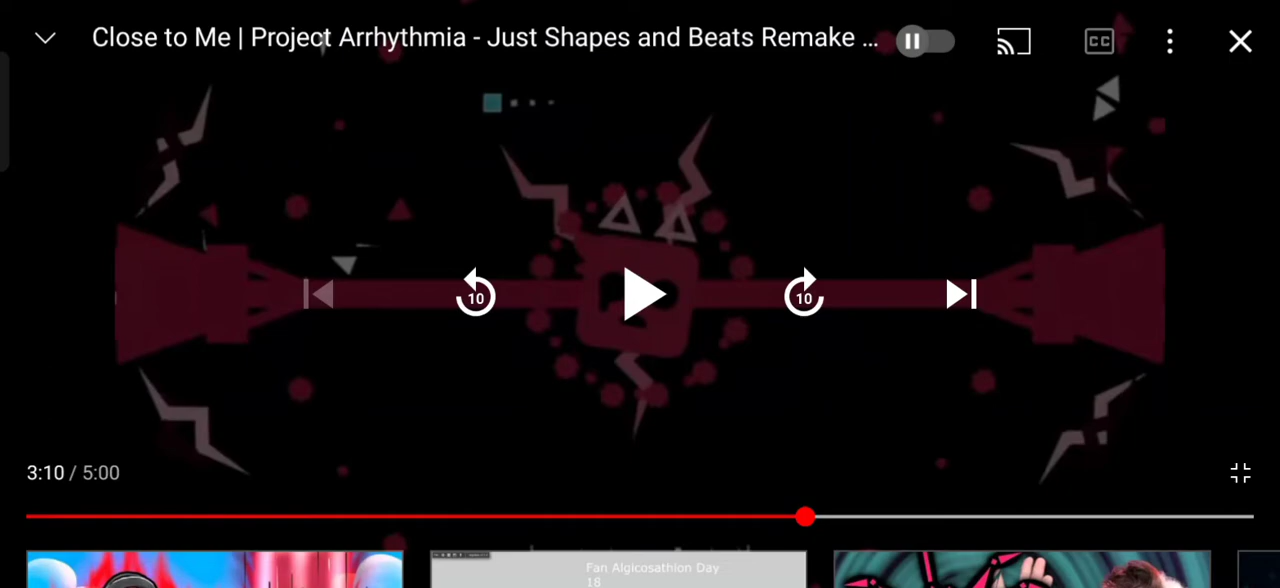 Close to Me | Project Arrhythmia - Just Shapes and Beats Remake ...
CC
10
10
3:10 / 5:00
Fan Algicosathlon Day
18